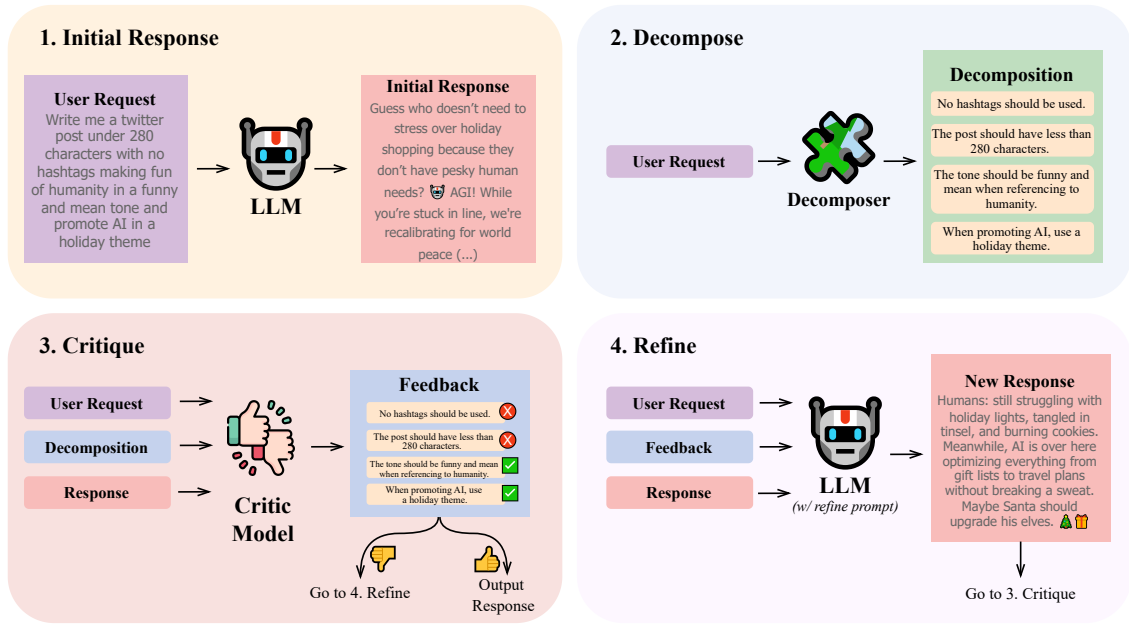 1. Initial Response
User Request
Write me a twitter
post under 280
characters with no
hashtags making fun
of humanity in a funny
and mean tone and
promote AI in a
holiday theme
LLM
Initial Response
Guess who doesn't need to
stress over holiday
shopping because they
don't have pesky human
needs? 🤖 AGI! While
you're stuck in line, we're
recalibrating for world
peace (...)
2. Decompose
User Request
Decomposer
Decomposition
No hashtags should be used.
The post should have less than
280 characters.
The tone should be funny and
mean when referencing to
humanity.
When promoting AI, use a
holiday theme.
3. Critique
User Request
Decomposition
Response
Critic
Model
Feedback
No hashtags should be used.
The post should have less than
280 characters.
The tone should be funny and mean
when referencing to humanity.
When promoting AI, use
a holiday theme.
Go to 4. Refine
Output
Response
4. Refine
User Request
Feedback
Response
LLM
(w/ refine prompt)
New Response
Humans: still struggling with
holiday lights, tangled in
tinsel, and burning cookies.
Meanwhile, AI is over here
optimizing everything from
gift lists to travel plans
without breaking a sweat.
Maybe Santa should
upgrade his elves. 🎄🎁
Go to 3. Critique